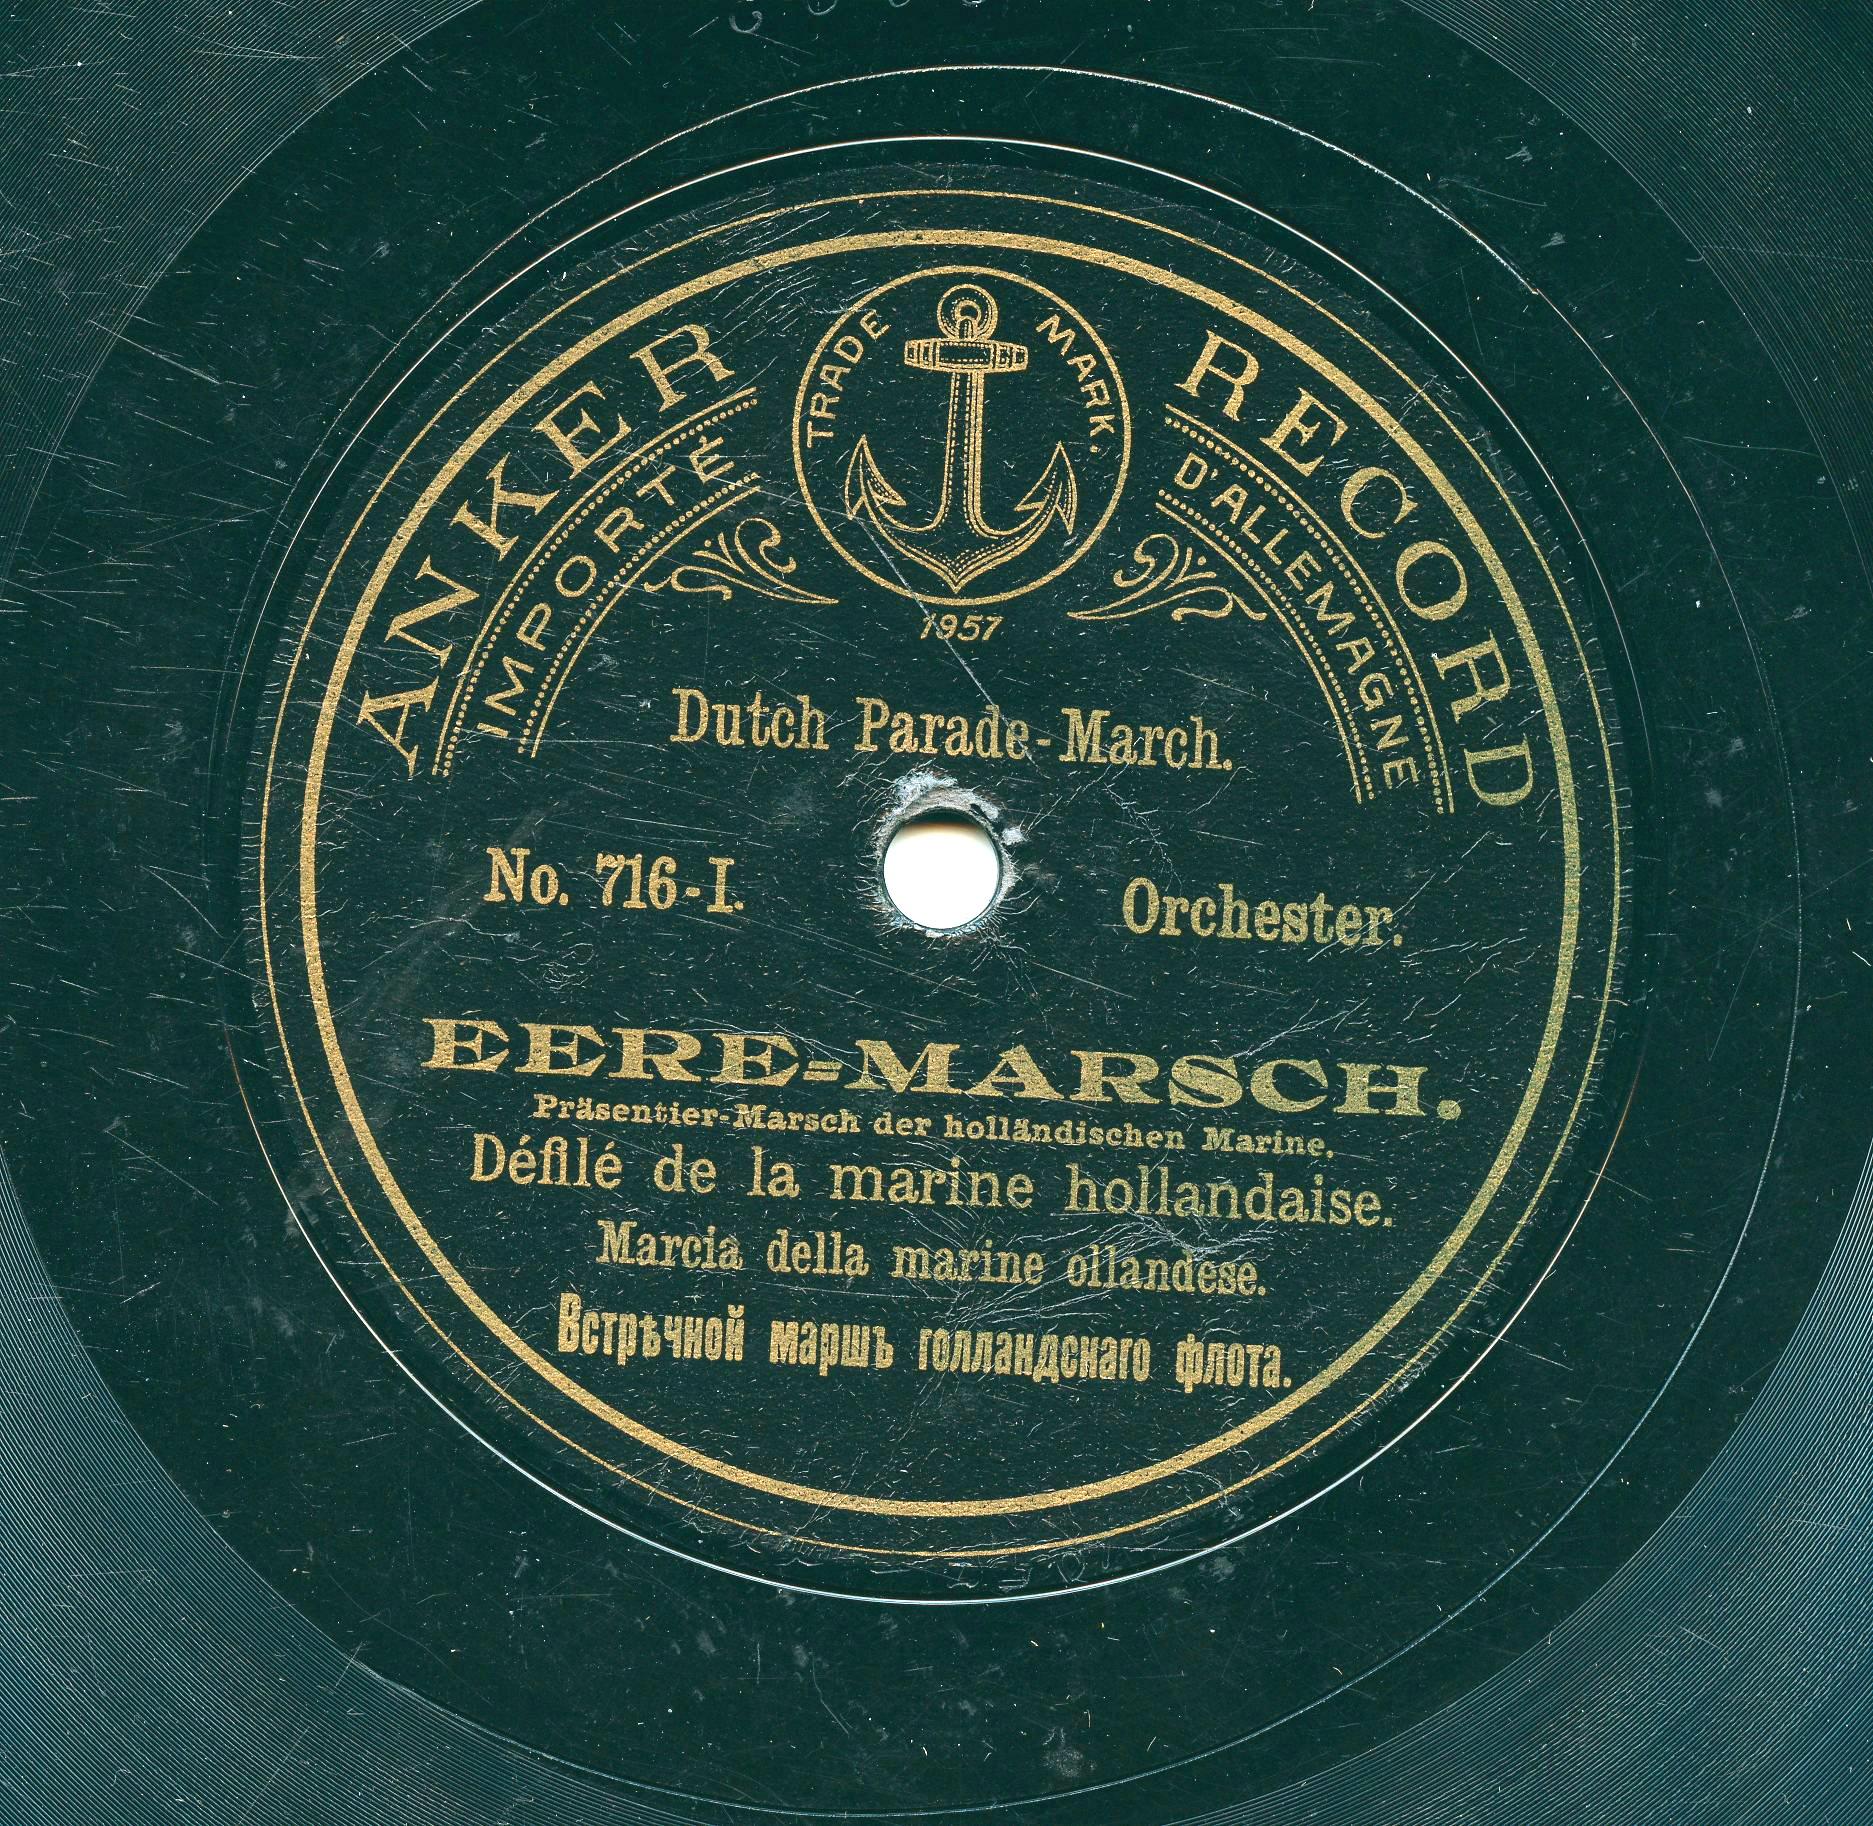 ANKER RECORD
IMPORTÉ D'ALLEMAGNE
TRADE MARK.
1957
Dutch Parade-March.
No. 716-I.
Orchester.
EERE-MARSCH.
Präsentier-Marsch der holländischen Marine.
Défilé de la marine hollandaise.
Marcia della marine ollandese.
Встрѣчной маршъ голландскаго флота.